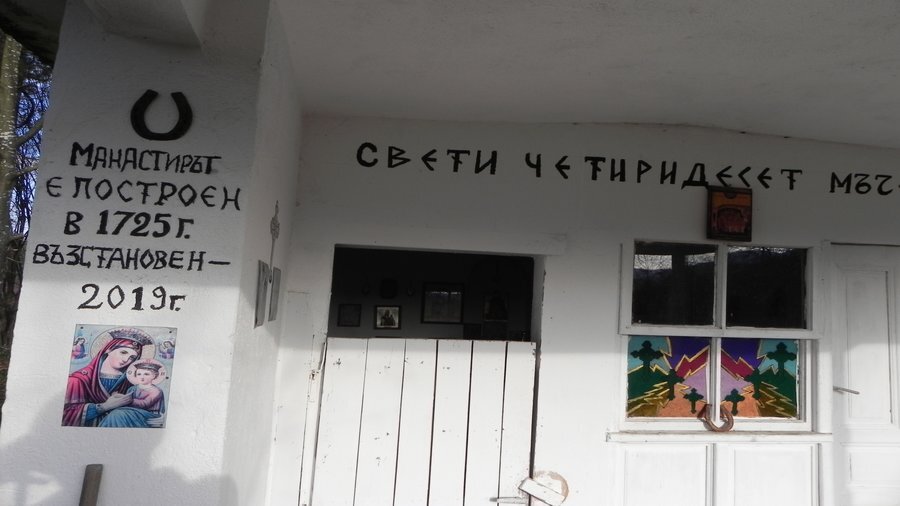 МАНАСТИРЪТ
Е ПОСТРОЕН
В 1725 Г.
ВЪЗСТАНОВЕН —
2019 г.
СВЕТИ ЧЕТИРИДЕСЕТ